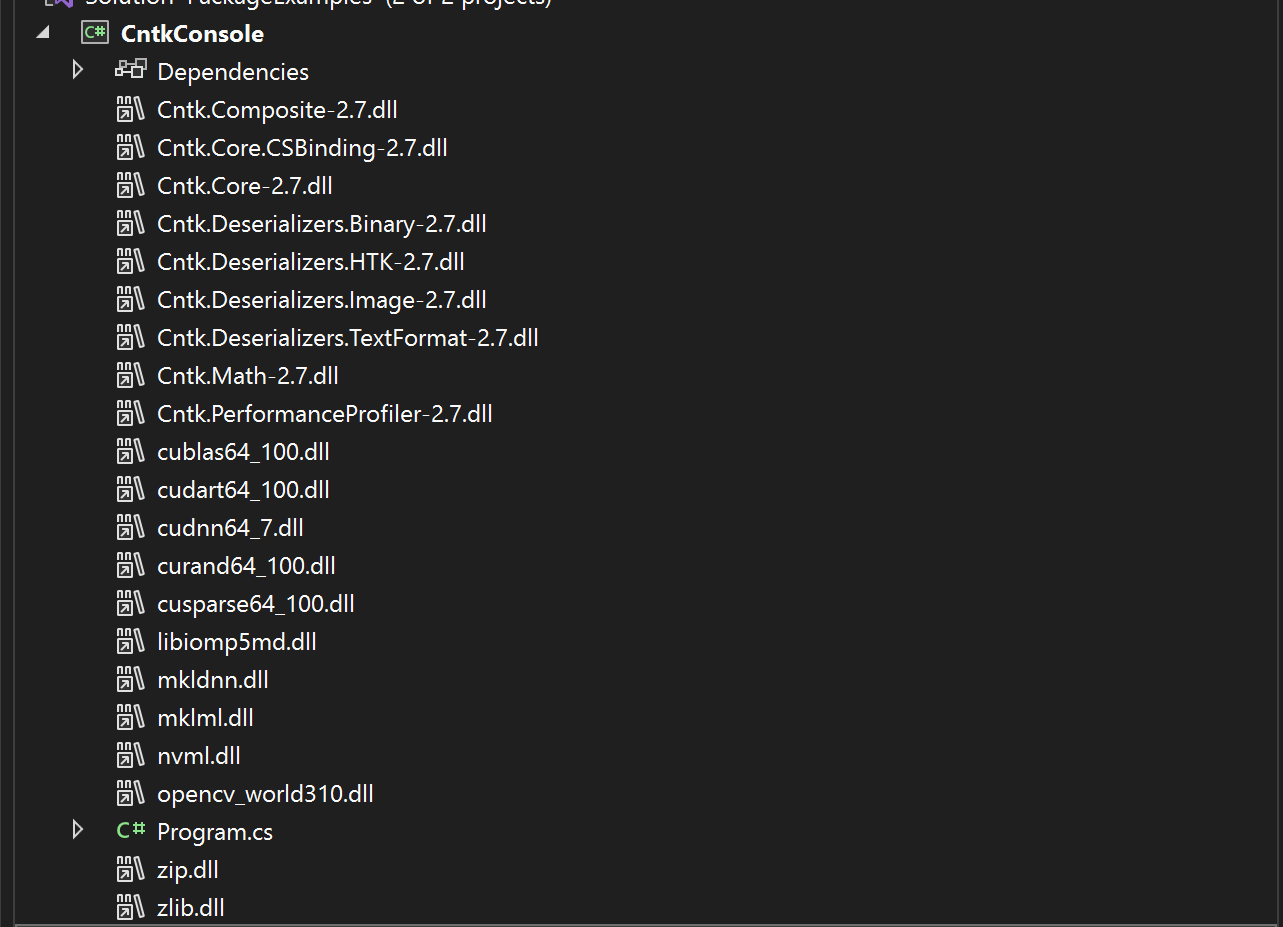 Solution 'PackageExamples' (2 of 2 projects)
C# CntkConsole
Dependencies
Cntk.Composite-2.7.dll
Cntk.Core.CSBinding-2.7.dll
Cntk.Core-2.7.dll
Cntk.Deserializers.Binary-2.7.dll
Cntk.Deserializers.HTK-2.7.dll
Cntk.Deserializers.Image-2.7.dll
Cntk.Deserializers.TextFormat-2.7.dll
Cntk.Math-2.7.dll
Cntk.PerformanceProfiler-2.7.dll
cublas64_100.dll
cudart64_100.dll
cudnn64_7.dll
curand64_100.dll
cusparse64_100.dll
libiomp5md.dll
mkldnn.dll
mklml.dll
nvml.dll
opencv_world310.dll
C# Program.cs
zip.dll
zlib.dll